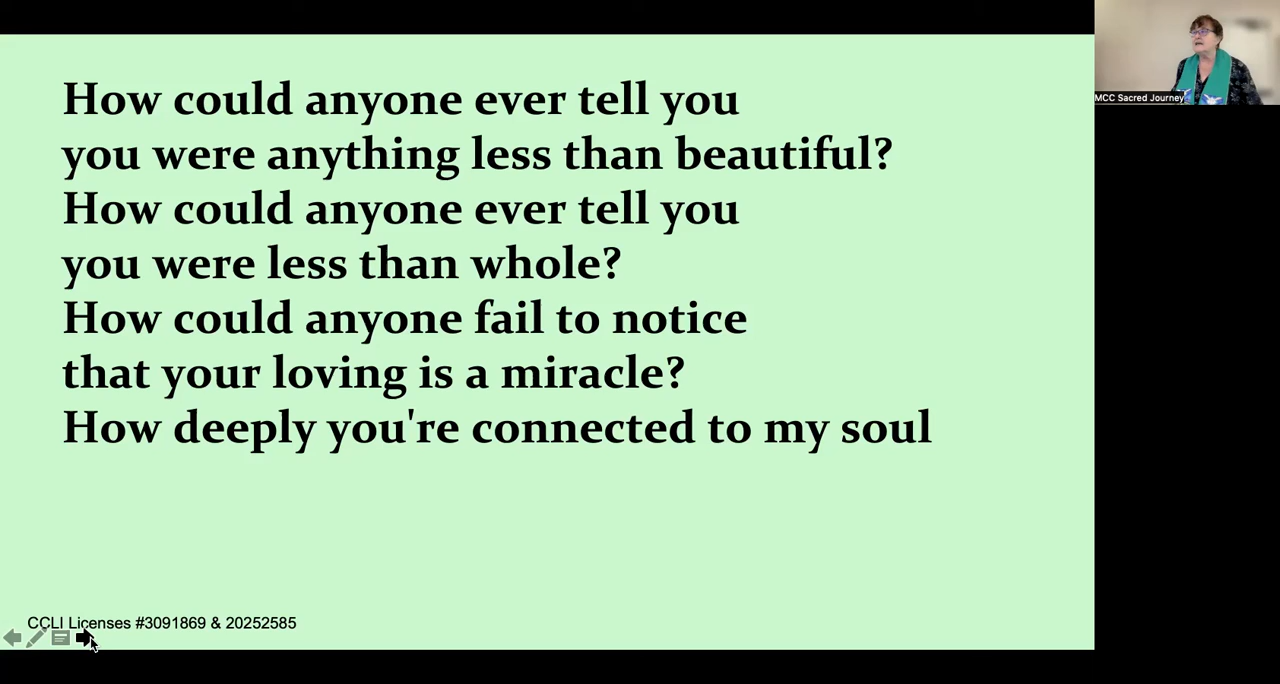 How could anyone ever tell you
you were anything less than beautiful?
How could anyone ever tell you
you were less than whole?
How could anyone fail to notice
that your loving is a miracle?
How deeply you're connected to my soul
CCLI Licenses #3091869 & 20252585
MCC Sacred Journey